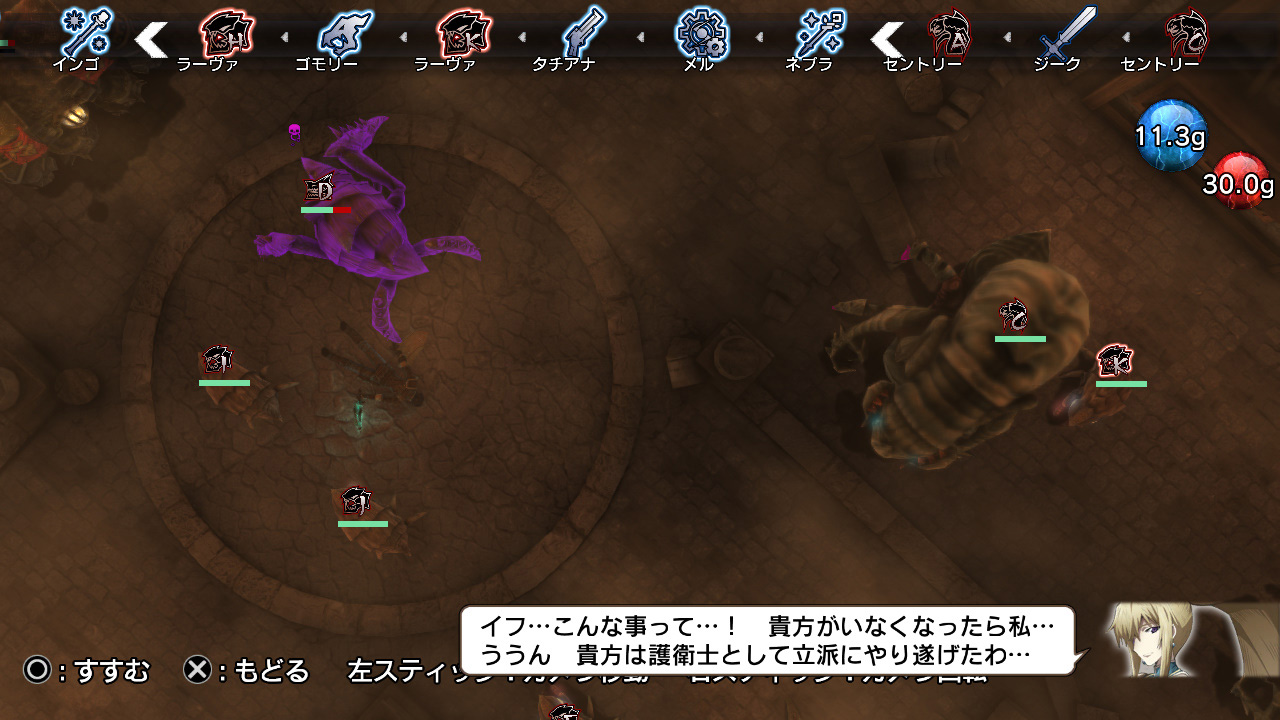 インゴ ラーヴァ ゴモリー ラーヴァ タチアナ メル ネブラ セントリー ジーク セントリー
11.3g
30.0g
イフ…こんな事って…！　貴方がいなくなったら私…
ううん　貴方は護衛士として立派にやり遂げたわ…
○：すすむ ×：もどる 左スティッ